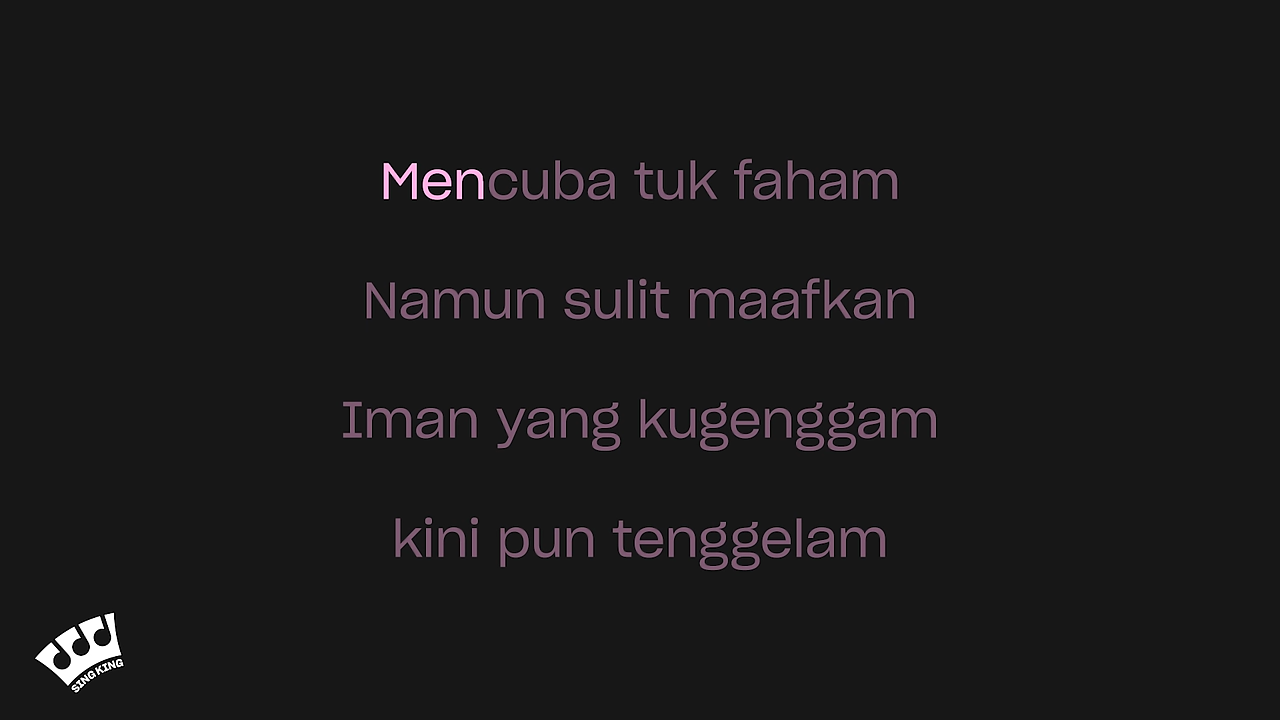 Mencuba tuk faham
Namun sulit maafkan
Iman yang kugenggam
kini pun tenggelam
SING KING